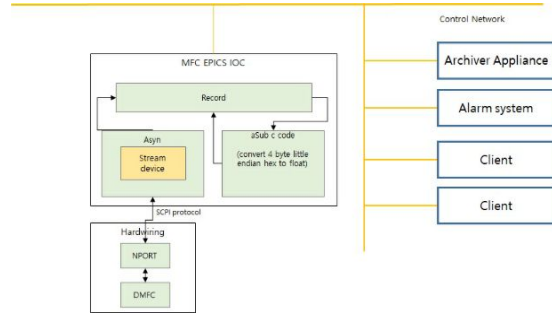 Control Network
MFC EPICS IOC
Archiver Appliance
Record
Alarm system
Asyn
aSub c code
Stream
device
(convert 4 byte little
endian hex to float)
Client
Client
SCPI protocol
Hardwiring
NPORT
DMFC